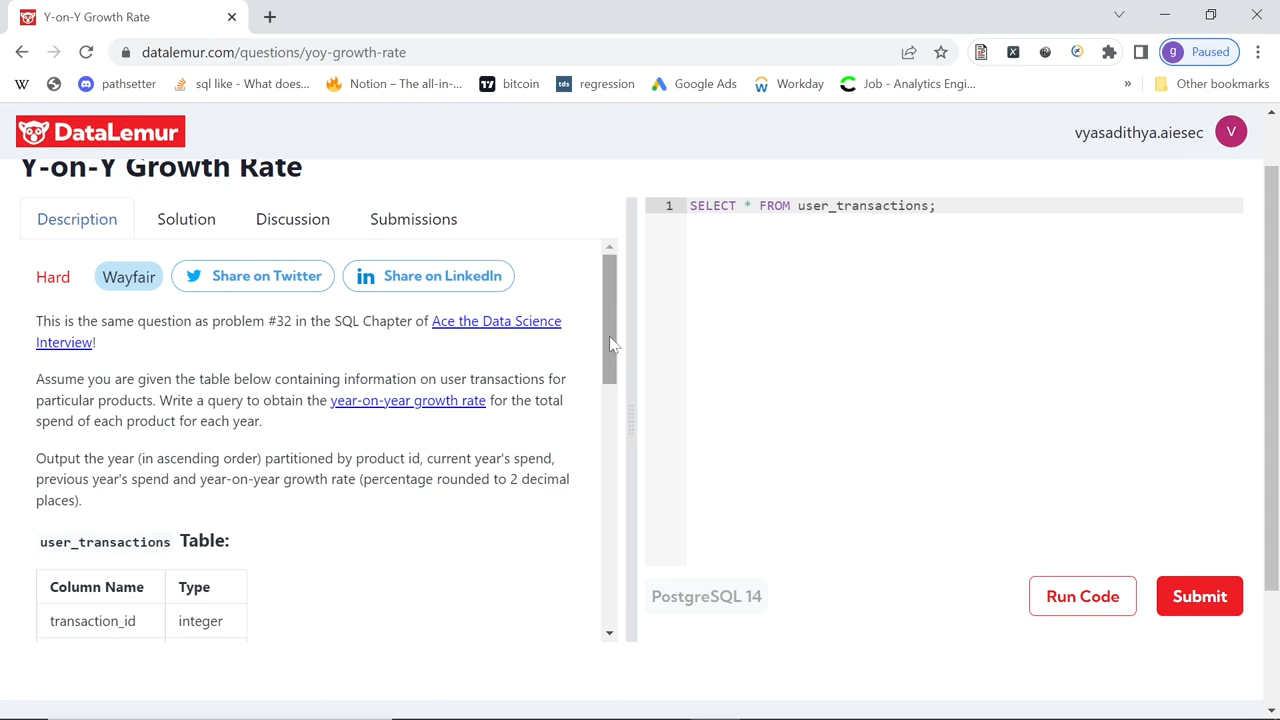 Y-on-Y Growth Rate
datalemur.com/questions/yoy-growth-rate
g Paused
W pathsetter sql like - What does... Notion – The all-in-... bitcoin tds regression Google Ads Workday Job - Analytics Engi... » Other bookmarks
DataLemur
vyasadithya.aiesec V
Y-on-Y Growth Rate
Description Solution Discussion Submissions
1 SELECT * FROM user_transactions;
Hard Wayfair Share on Twitter Share on LinkedIn
This is the same question as problem #32 in the SQL Chapter of Ace the Data Science
Interview!
Assume you are given the table below containing information on user transactions for
particular products. Write a query to obtain the year-on-year growth rate for the total
spend of each product for each year.
Output the year (in ascending order) partitioned by product id, current year's spend,
previous year's spend and year-on-year growth rate (percentage rounded to 2 decimal
places).
user_transactions Table:
Column Name Type
transaction_id integer
PostgreSQL 14 Run Code Submit